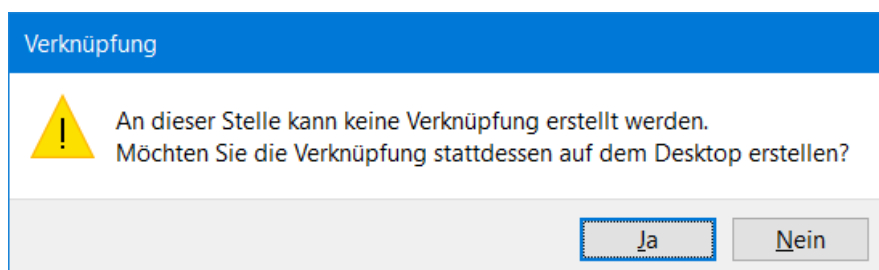 Verknüpfung
An dieser Stelle kann keine Verknüpfung erstellt werden.
Möchten Sie die Verknüpfung stattdessen auf dem Desktop erstellen?
Ja
Nein